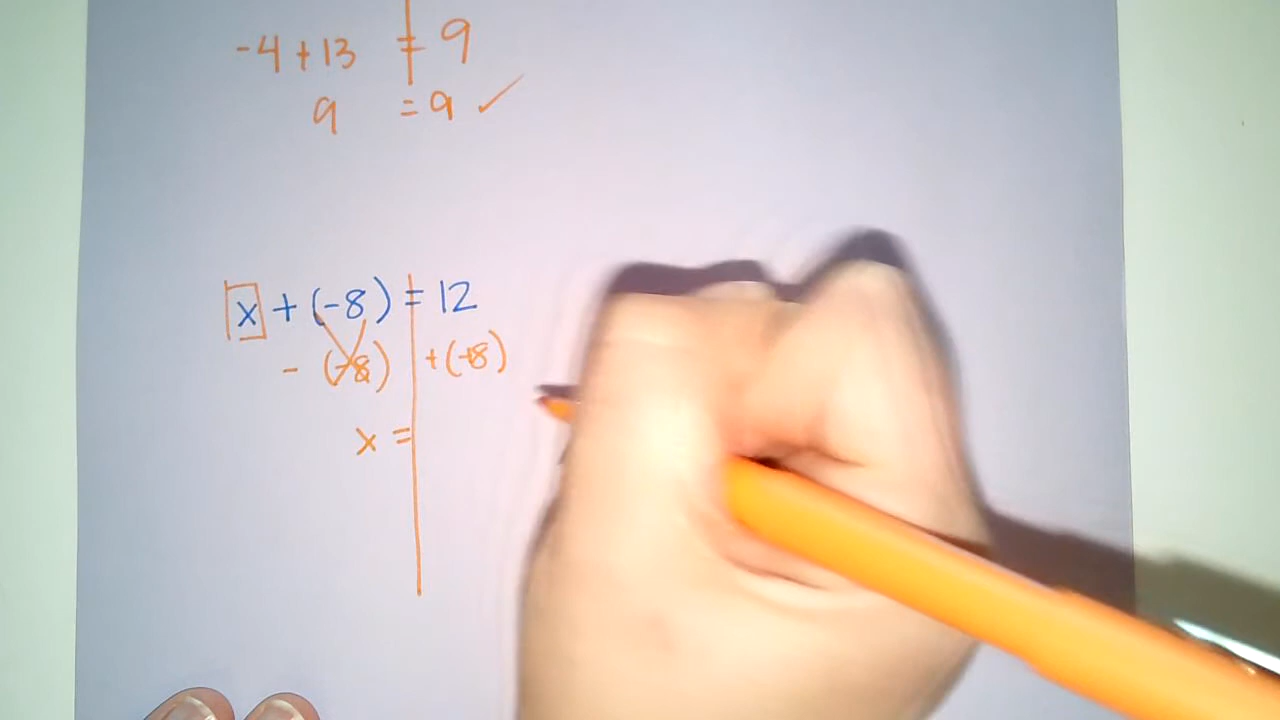 -4+13 = 9
9 = 9 ✓
x + (-8) = 12
- (-8) +(+8)
x =